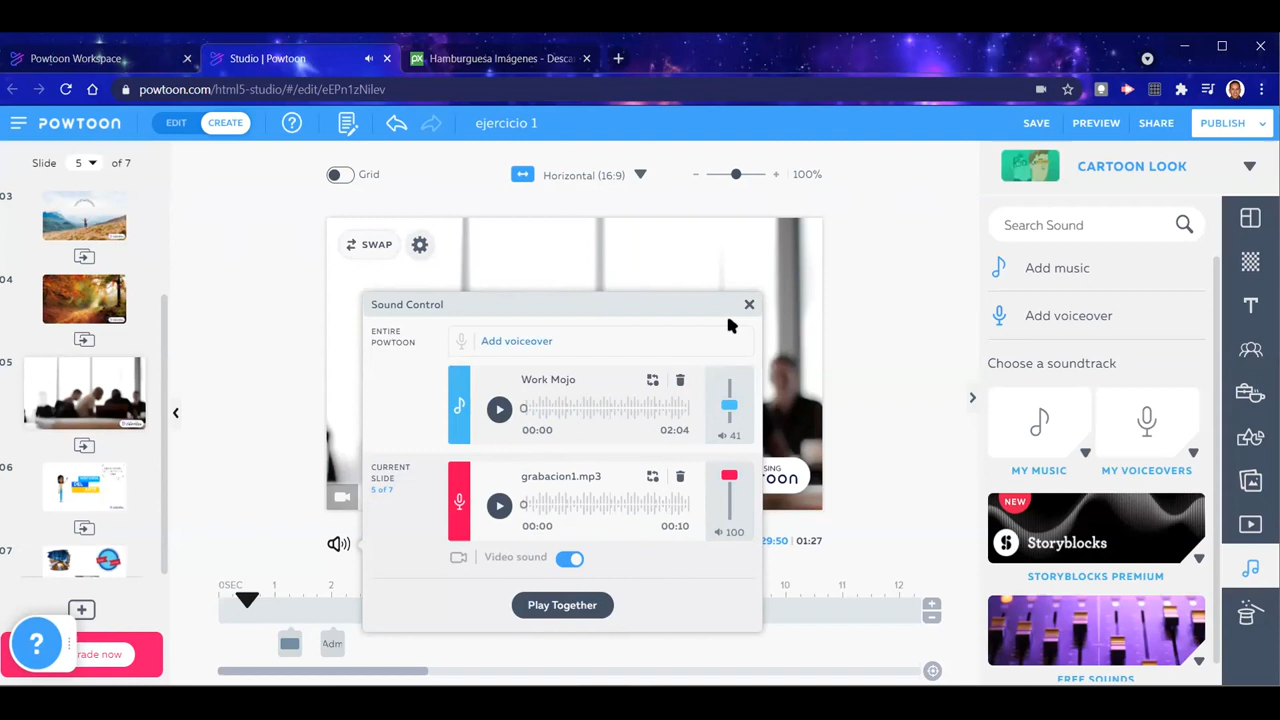 Powtoon Workspace
Studio | Powtoon
Hamburguesa Imágenes - Desca
powtoon.com/html5-studio/#/edit/eEPn1zNilev
POWTOON
EDIT
CREATE
ejercicio 1
SAVE
PREVIEW
SHARE
PUBLISH
Slide 5 of 7
Grid
Horizontal (16:9)
100%
CARTOON LOOK
03
04
05
06
07
SWAP
Search Sound
Add music
Add voiceover
Choose a soundtrack
MY MUSIC
MY VOICEOVERS
NEW
Storyblocks
STORYBLOCKS PREMIUM
FREE SOUNDS
Sound Control
ENTIRE
POWTOON
Add voiceover
Work Mojo
00:00
02:04
41
CURRENT
SLIDE
5 of 7
grabacion1.mp3
00:00
00:10
100
Video sound
Play Together
SING
toon
29:50 | 01:27
0SEC 1 2 10 11 12
Adm
?
rade now